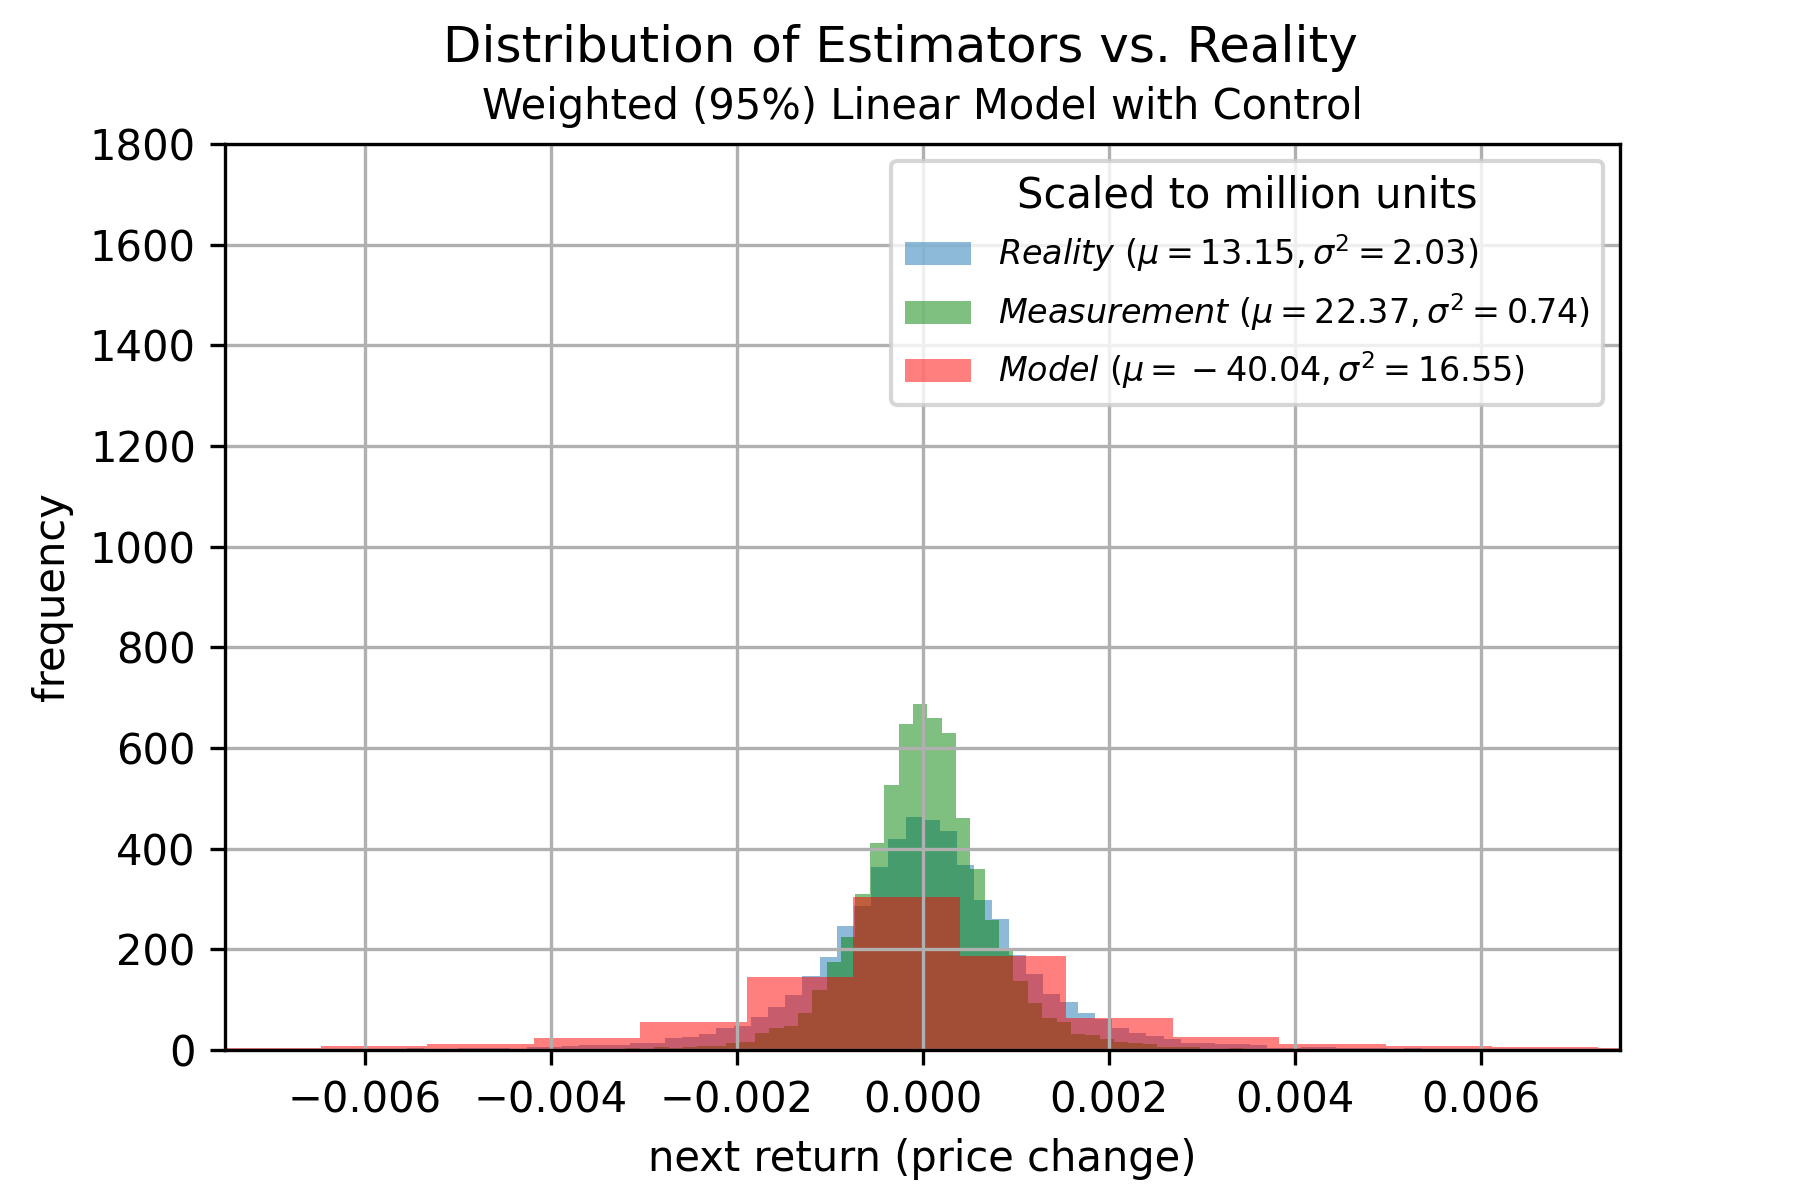 Distribution of Estimators vs. Reality
Weighted (95%) Linear Model with Control
1800
1600
1400
1200
1000
800
600
400
200
0
frequency
Scaled to million units
Reality (μ = 13.15, σ² = 2.03)
Measurement (μ = 22.37, σ² = 0.74)
Model (μ = − 40.04, σ² = 16.55)
−0.006 −0.004 −0.002 0.000 0.002 0.004 0.006
next return (price change)